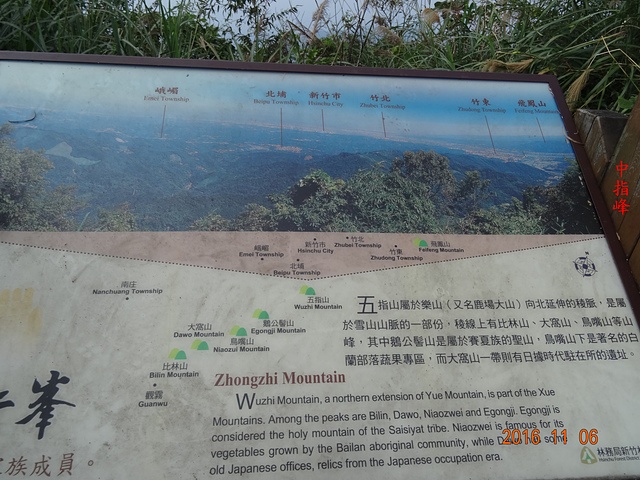 峨嵋
Emei Township
北埔
Beipu Township
新竹市
Hsinchu City
竹北
Zhubei Township
竹東
Zhudong Township
飛鳳山
Feifong Mountain
中指峰
峨嵋
Emei Township
新竹市
Hsinchu City
竹北
Zhubei Township
竹東
Zhudong Township
飛鳳山
Feifong Mountain
北埔
Beipu Township
南庄
Nanchuang Township
五指山
Wuzhi Mountain
鵝公髻山
Egongji Mountain
大窩山
Dawo Mountain
鳥嘴山
Niaozui Mountain
比林山
Bilin Mountain
觀霧
Guanwu
五指山屬於樂山（又名鹿場大山）向北延伸的稜脈，是屬
於雪山山脈的一部份，稜線上有比林山、大窩山、鳥嘴山等山
峰，其中鵝公髻山是屬於賽夏族的聖山，鳥嘴山下是著名的白
蘭部落蔬果專區，而大窩山一帶則有日據時代駐在所的遺址。
Zhongzhi Mountain
Wuzhi Mountain, a northern extension of Yue Mountain, is part of the Xue
Mountains. Among the peaks are Bilin, Dawo, Niaozwei and Egongji. Egongji is
considered the holy mountain of the Saisiyat tribe. Niaozwei is famous for its
vegetables grown by the Bailan aboriginal community, while some
old Japanese offices, relics from the Japanese occupation era.
峯
族成員。
林務局新竹林
2016 11 06